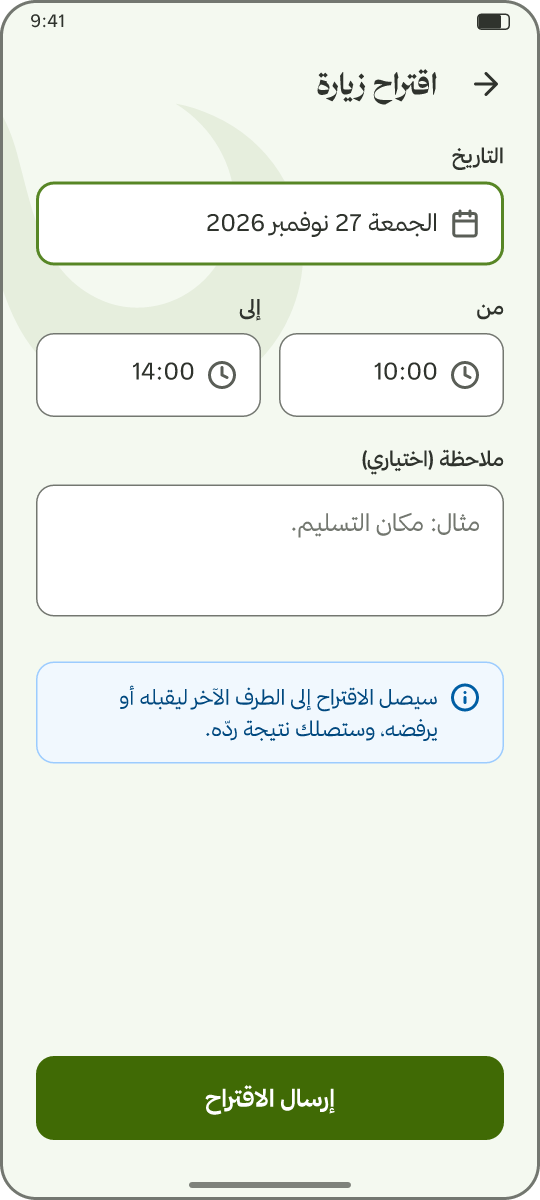 9:41
اقتراح زيارة
التاريخ
الجمعة 27 نوفمبر 2026
من
إلى
10:00
14:00
ملاحظة (اختياري)
مثال: مكان التسليم.
سيصل الاقتراح إلى الطرف الآخر ليقبله أو
يرفضه، وستصلك نتيجة ردّه.
إرسال الاقتراح